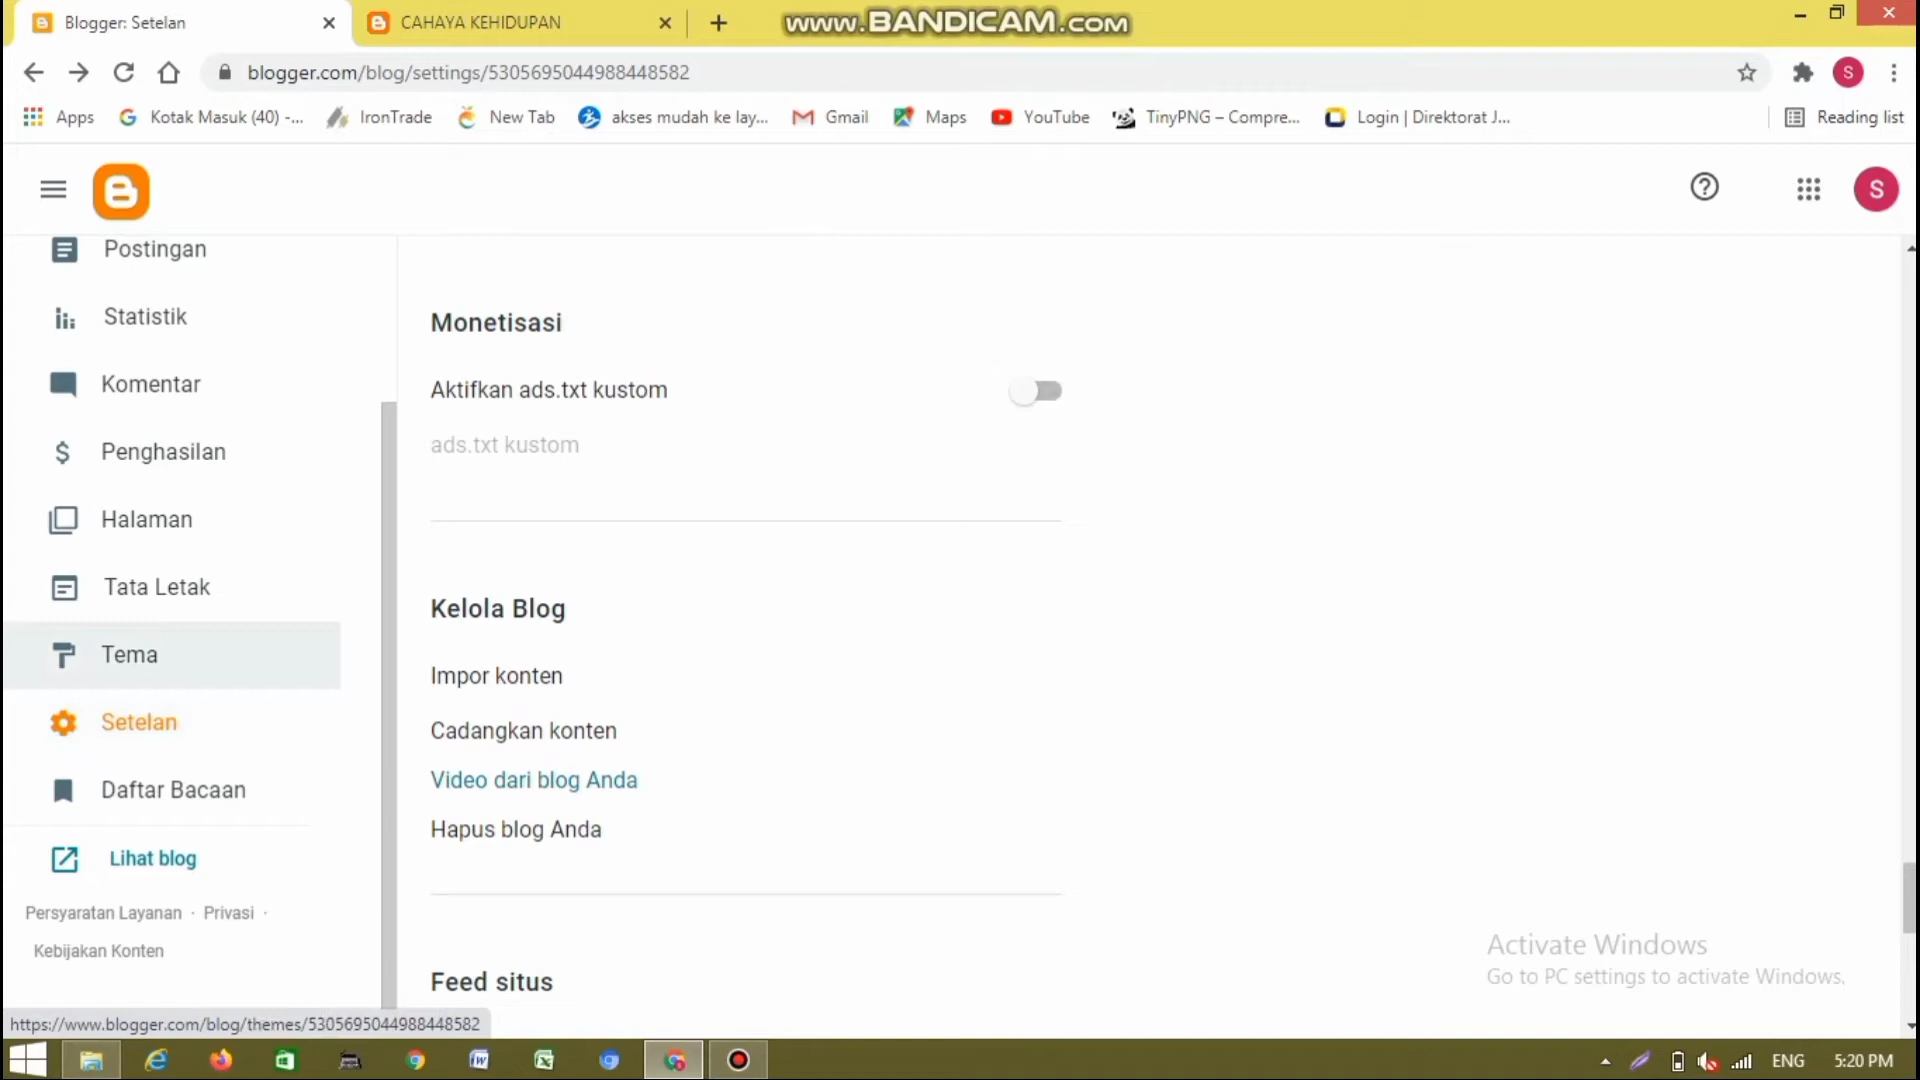 Blogger: Setelan
CAHAYA KEHIDUPAN
www.BANDICAM.com
blogger.com/blog/settings/5305695044988448582
S
Apps
Kotak Masuk (40) -...
IronTrade
New Tab
akses mudah ke lay...
Gmail
Maps
YouTube
TinyPNG – Compre...
Login | Direktorat J...
Reading list
S
Postingan
Statistik
Komentar
Penghasilan
Halaman
Tata Letak
Tema
Setelan
Daftar Bacaan
Lihat blog
Persyaratan Layanan · Privasi ·
Kebijakan Konten
Monetisasi
Aktifkan ads.txt kustom
ads.txt kustom
Kelola Blog
Impor konten
Cadangkan konten
Video dari blog Anda
Hapus blog Anda
Feed situs
Activate Windows
Go to PC settings to activate Windows.
https://www.blogger.com/blog/themes/5305695044988448582
ENG
5:20 PM